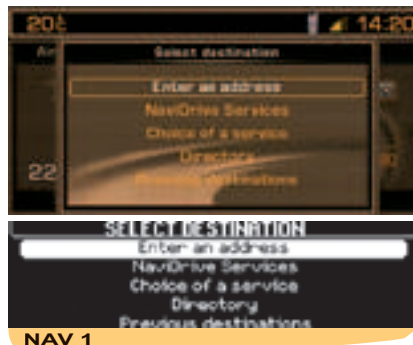 20c 14:20
Select destination
Enter an address
NaviDrive Services
Choice of a service
Directory
22
SELECT DESTINATION
Enter an address
NaviDrive Services
Choice of a service
Directory
Previous destinations
NAV 1